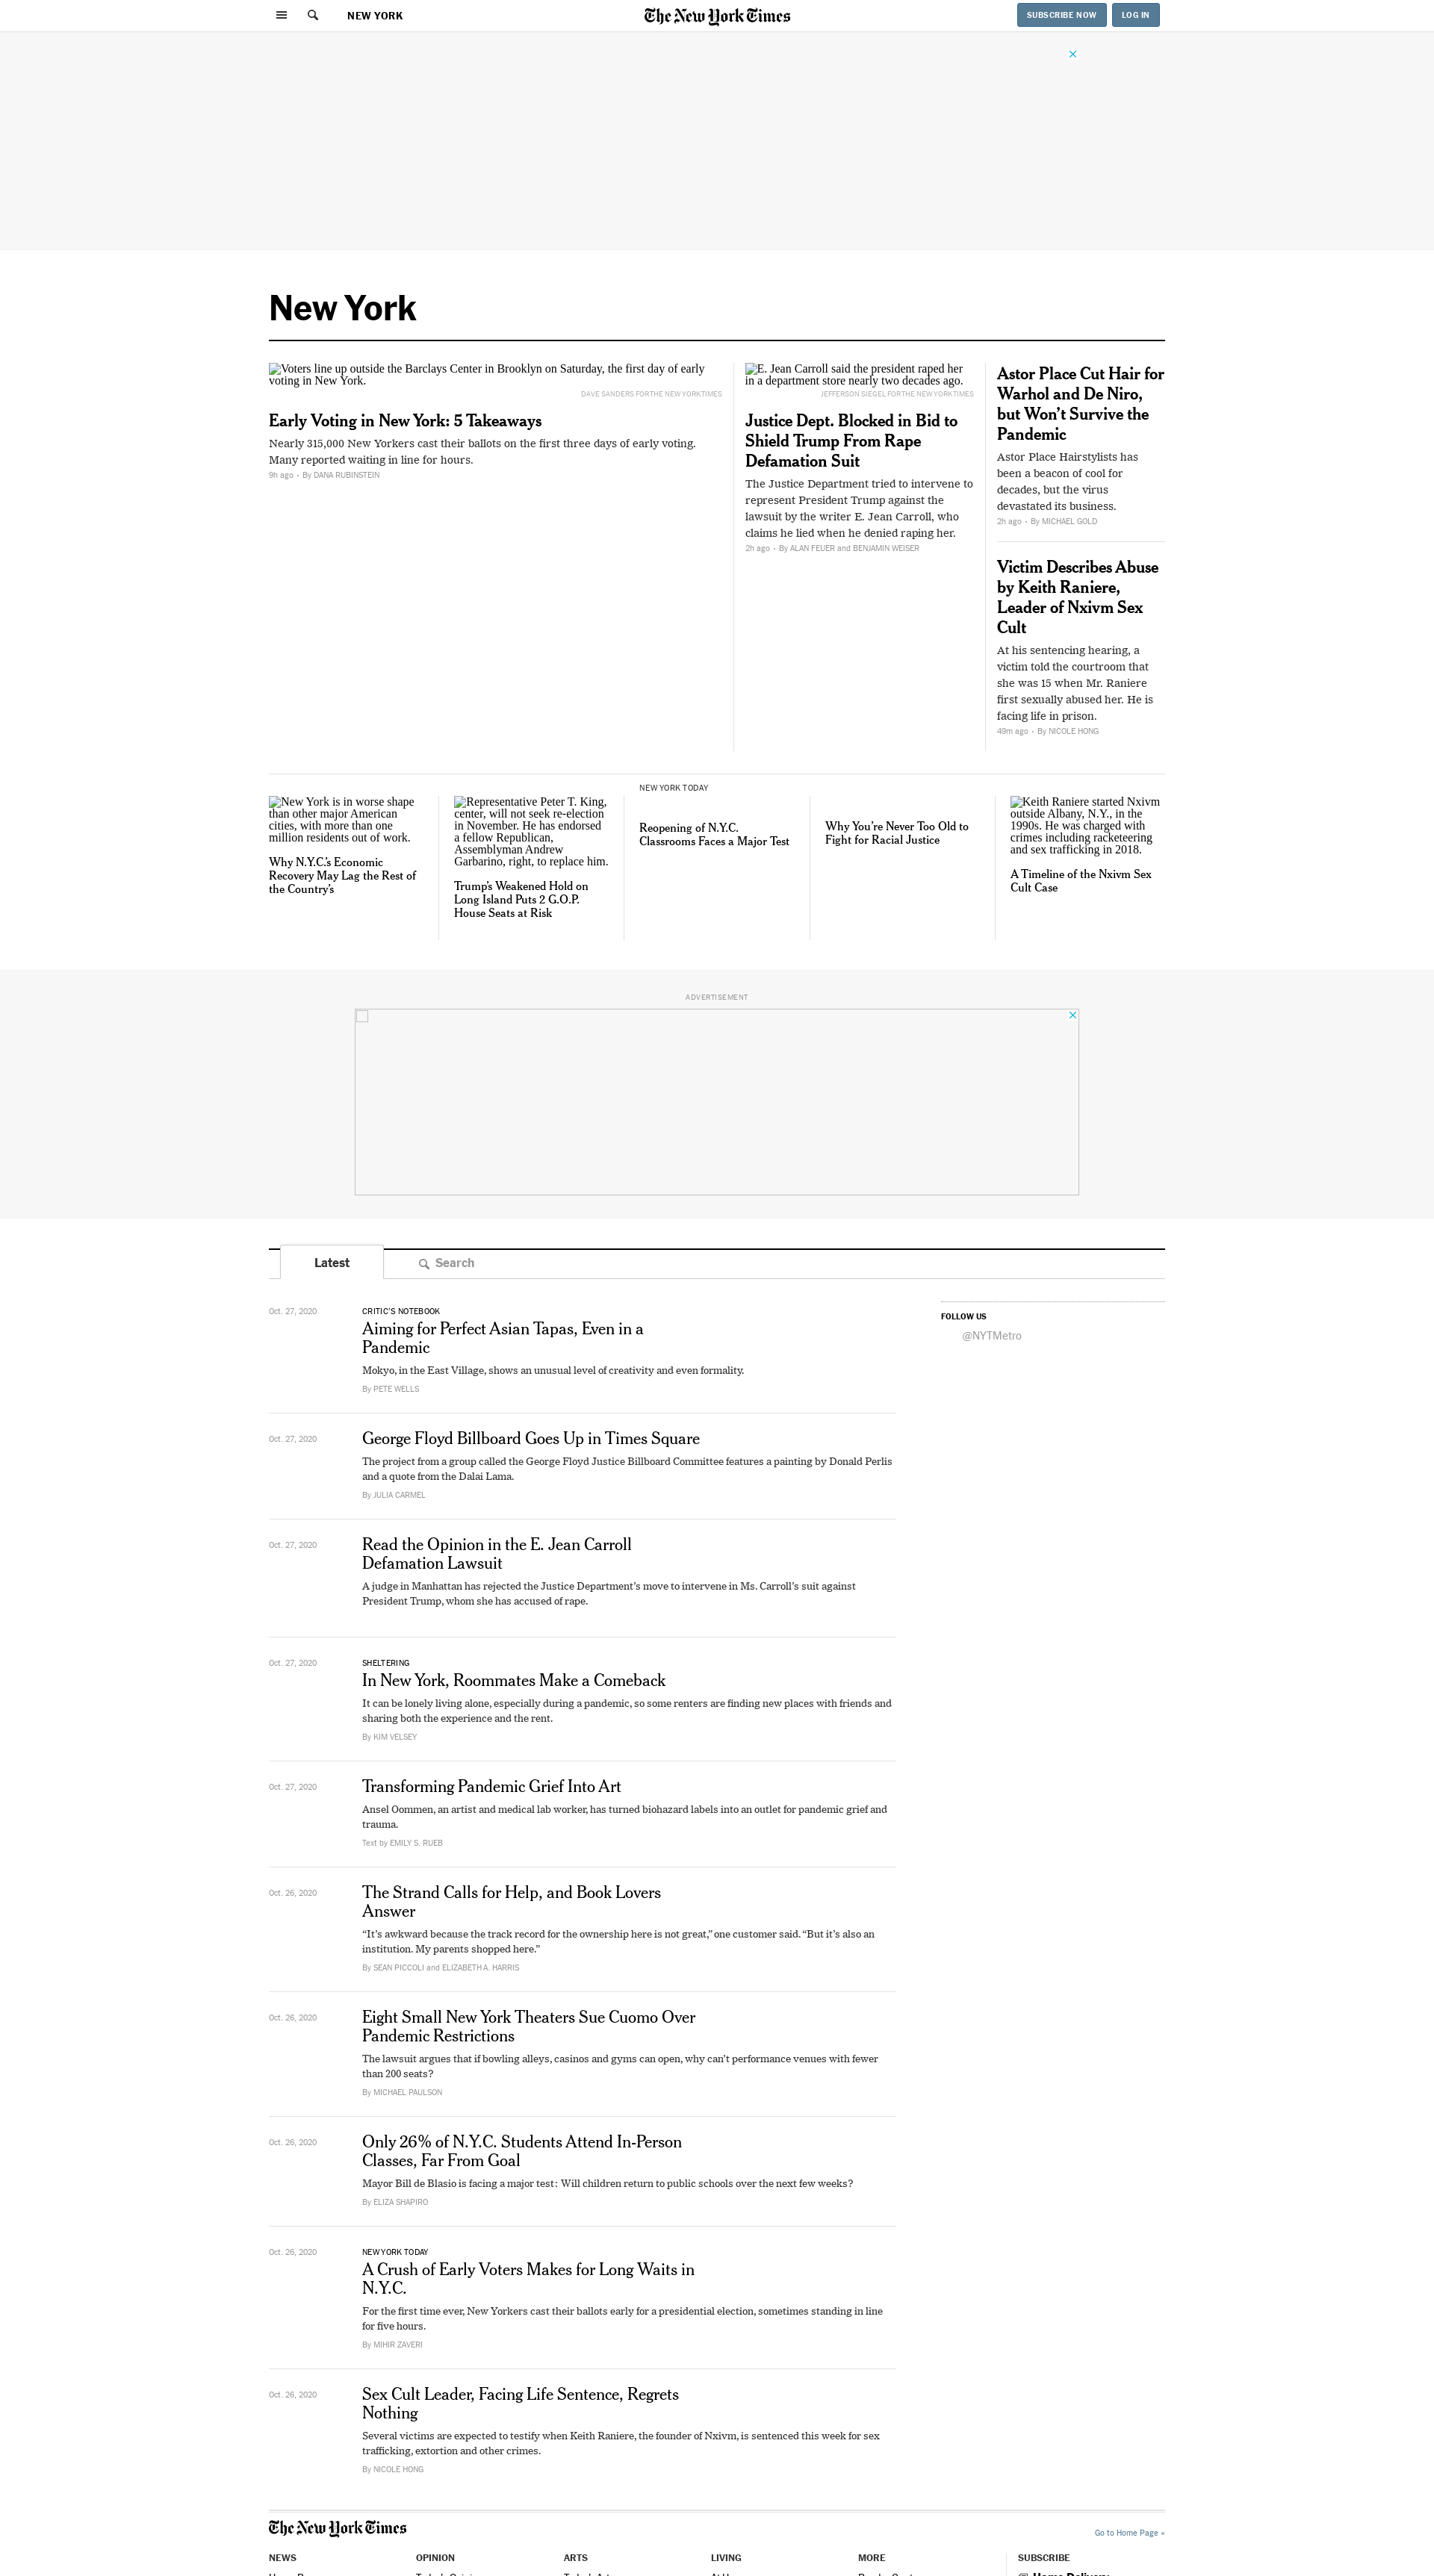 NEW YORK
The New York Times
SUBSCRIBE NOW
LOG IN
New York
Voters line up outside the Barclays Center in Brooklyn on Saturday, the first day of early
voting in New York.
DAVE SANDERS FOR THE NEW YORK TIMES
Early Voting in New York: 5 Takeaways
Nearly 315,000 New Yorkers cast their ballots on the first three days of early voting.
Many reported waiting in line for hours.
9h ago • By DANA RUBINSTEIN
E. Jean Carroll said the president raped her
in a department store nearly two decades ago.
JEFFERSON SIEGEL FOR THE NEW YORK TIMES
Justice Dept. Blocked in Bid to
Shield Trump From Rape
Defamation Suit
The Justice Department tried to intervene to
represent President Trump against the
lawsuit by the writer E. Jean Carroll, who
claims he lied when he denied raping her.
2h ago • By ALAN FEUER and BENJAMIN WEISER
Astor Place Cut Hair for
Warhol and De Niro,
but Won’t Survive the
Pandemic
Astor Place Hairstylists has
been a beacon of cool for
decades, but the virus
devastated its business.
2h ago • By MICHAEL GOLD
Victim Describes Abuse
by Keith Raniere,
Leader of Nxivm Sex
Cult
At his sentencing hearing, a
victim told the courtroom that
she was 15 when Mr. Raniere
first sexually abused her. He is
facing life in prison.
49m ago • By NICOLE HONG
New York is in worse shape
than other major American
cities, with more than one
million residents out of work.
Why N.Y.C.’s Economic
Recovery May Lag the Rest of
the Country’s
Representative Peter T. King,
center, will not seek re-election
in November. He has endorsed
a fellow Republican,
Assemblyman Andrew
Garbarino, right, to replace him.
Trump’s Weakened Hold on
Long Island Puts 2 G.O.P.
House Seats at Risk
NEW YORK TODAY
Reopening of N.Y.C.
Classrooms Faces a Major Test
Why You’re Never Too Old to
Fight for Racial Justice
Keith Raniere started Nxivm
outside Albany, N.Y., in the
1990s. He was charged with
crimes including racketeering
and sex trafficking in 2018.
A Timeline of the Nxivm Sex
Cult Case
ADVERTISEMENT
Latest
Search
Oct. 27, 2020
CRITIC’S NOTEBOOK
Aiming for Perfect Asian Tapas, Even in a
Pandemic
Mokyo, in the East Village, shows an unusual level of creativity and even formality.
By PETE WELLS
FOLLOW US
@NYTMetro
Oct. 27, 2020
George Floyd Billboard Goes Up in Times Square
The project from a group called the George Floyd Justice Billboard Committee features a painting by Donald Perlis
and a quote from the Dalai Lama.
By JULIA CARMEL
Oct. 27, 2020
Read the Opinion in the E. Jean Carroll
Defamation Lawsuit
A judge in Manhattan has rejected the Justice Department’s move to intervene in Ms. Carroll’s suit against
President Trump, whom she has accused of rape.
Oct. 27, 2020
SHELTERING
In New York, Roommates Make a Comeback
It can be lonely living alone, especially during a pandemic, so some renters are finding new places with friends and
sharing both the experience and the rent.
By KIM VELSEY
Oct. 27, 2020
Transforming Pandemic Grief Into Art
Ansel Oommen, an artist and medical lab worker, has turned biohazard labels into an outlet for pandemic grief and
trauma.
Text by EMILY S. RUEB
Oct. 26, 2020
The Strand Calls for Help, and Book Lovers
Answer
“It’s awkward because the track record for the ownership here is not great,” one customer said. “But it’s also an
institution. My parents shopped here.”
By SEAN PICCOLI and ELIZABETH A. HARRIS
Oct. 26, 2020
Eight Small New York Theaters Sue Cuomo Over
Pandemic Restrictions
The lawsuit argues that if bowling alleys, casinos and gyms can open, why can’t performance venues with fewer
than 200 seats?
By MICHAEL PAULSON
Oct. 26, 2020
Only 26% of N.Y.C. Students Attend In-Person
Classes, Far From Goal
Mayor Bill de Blasio is facing a major test: Will children return to public schools over the next few weeks?
By ELIZA SHAPIRO
Oct. 26, 2020
NEW YORK TODAY
A Crush of Early Voters Makes for Long Waits in
N.Y.C.
For the first time ever, New Yorkers cast their ballots early for a presidential election, sometimes standing in line
for five hours.
By MIHIR ZAVERI
Oct. 26, 2020
Sex Cult Leader, Facing Life Sentence, Regrets
Nothing
Several victims are expected to testify when Keith Raniere, the founder of Nxivm, is sentenced this week for sex
trafficking, extortion and other crimes.
By NICOLE HONG
The New York Times
Go to Home Page »
NEWS
OPINION
ARTS
LIVING
MORE
SUBSCRIBE